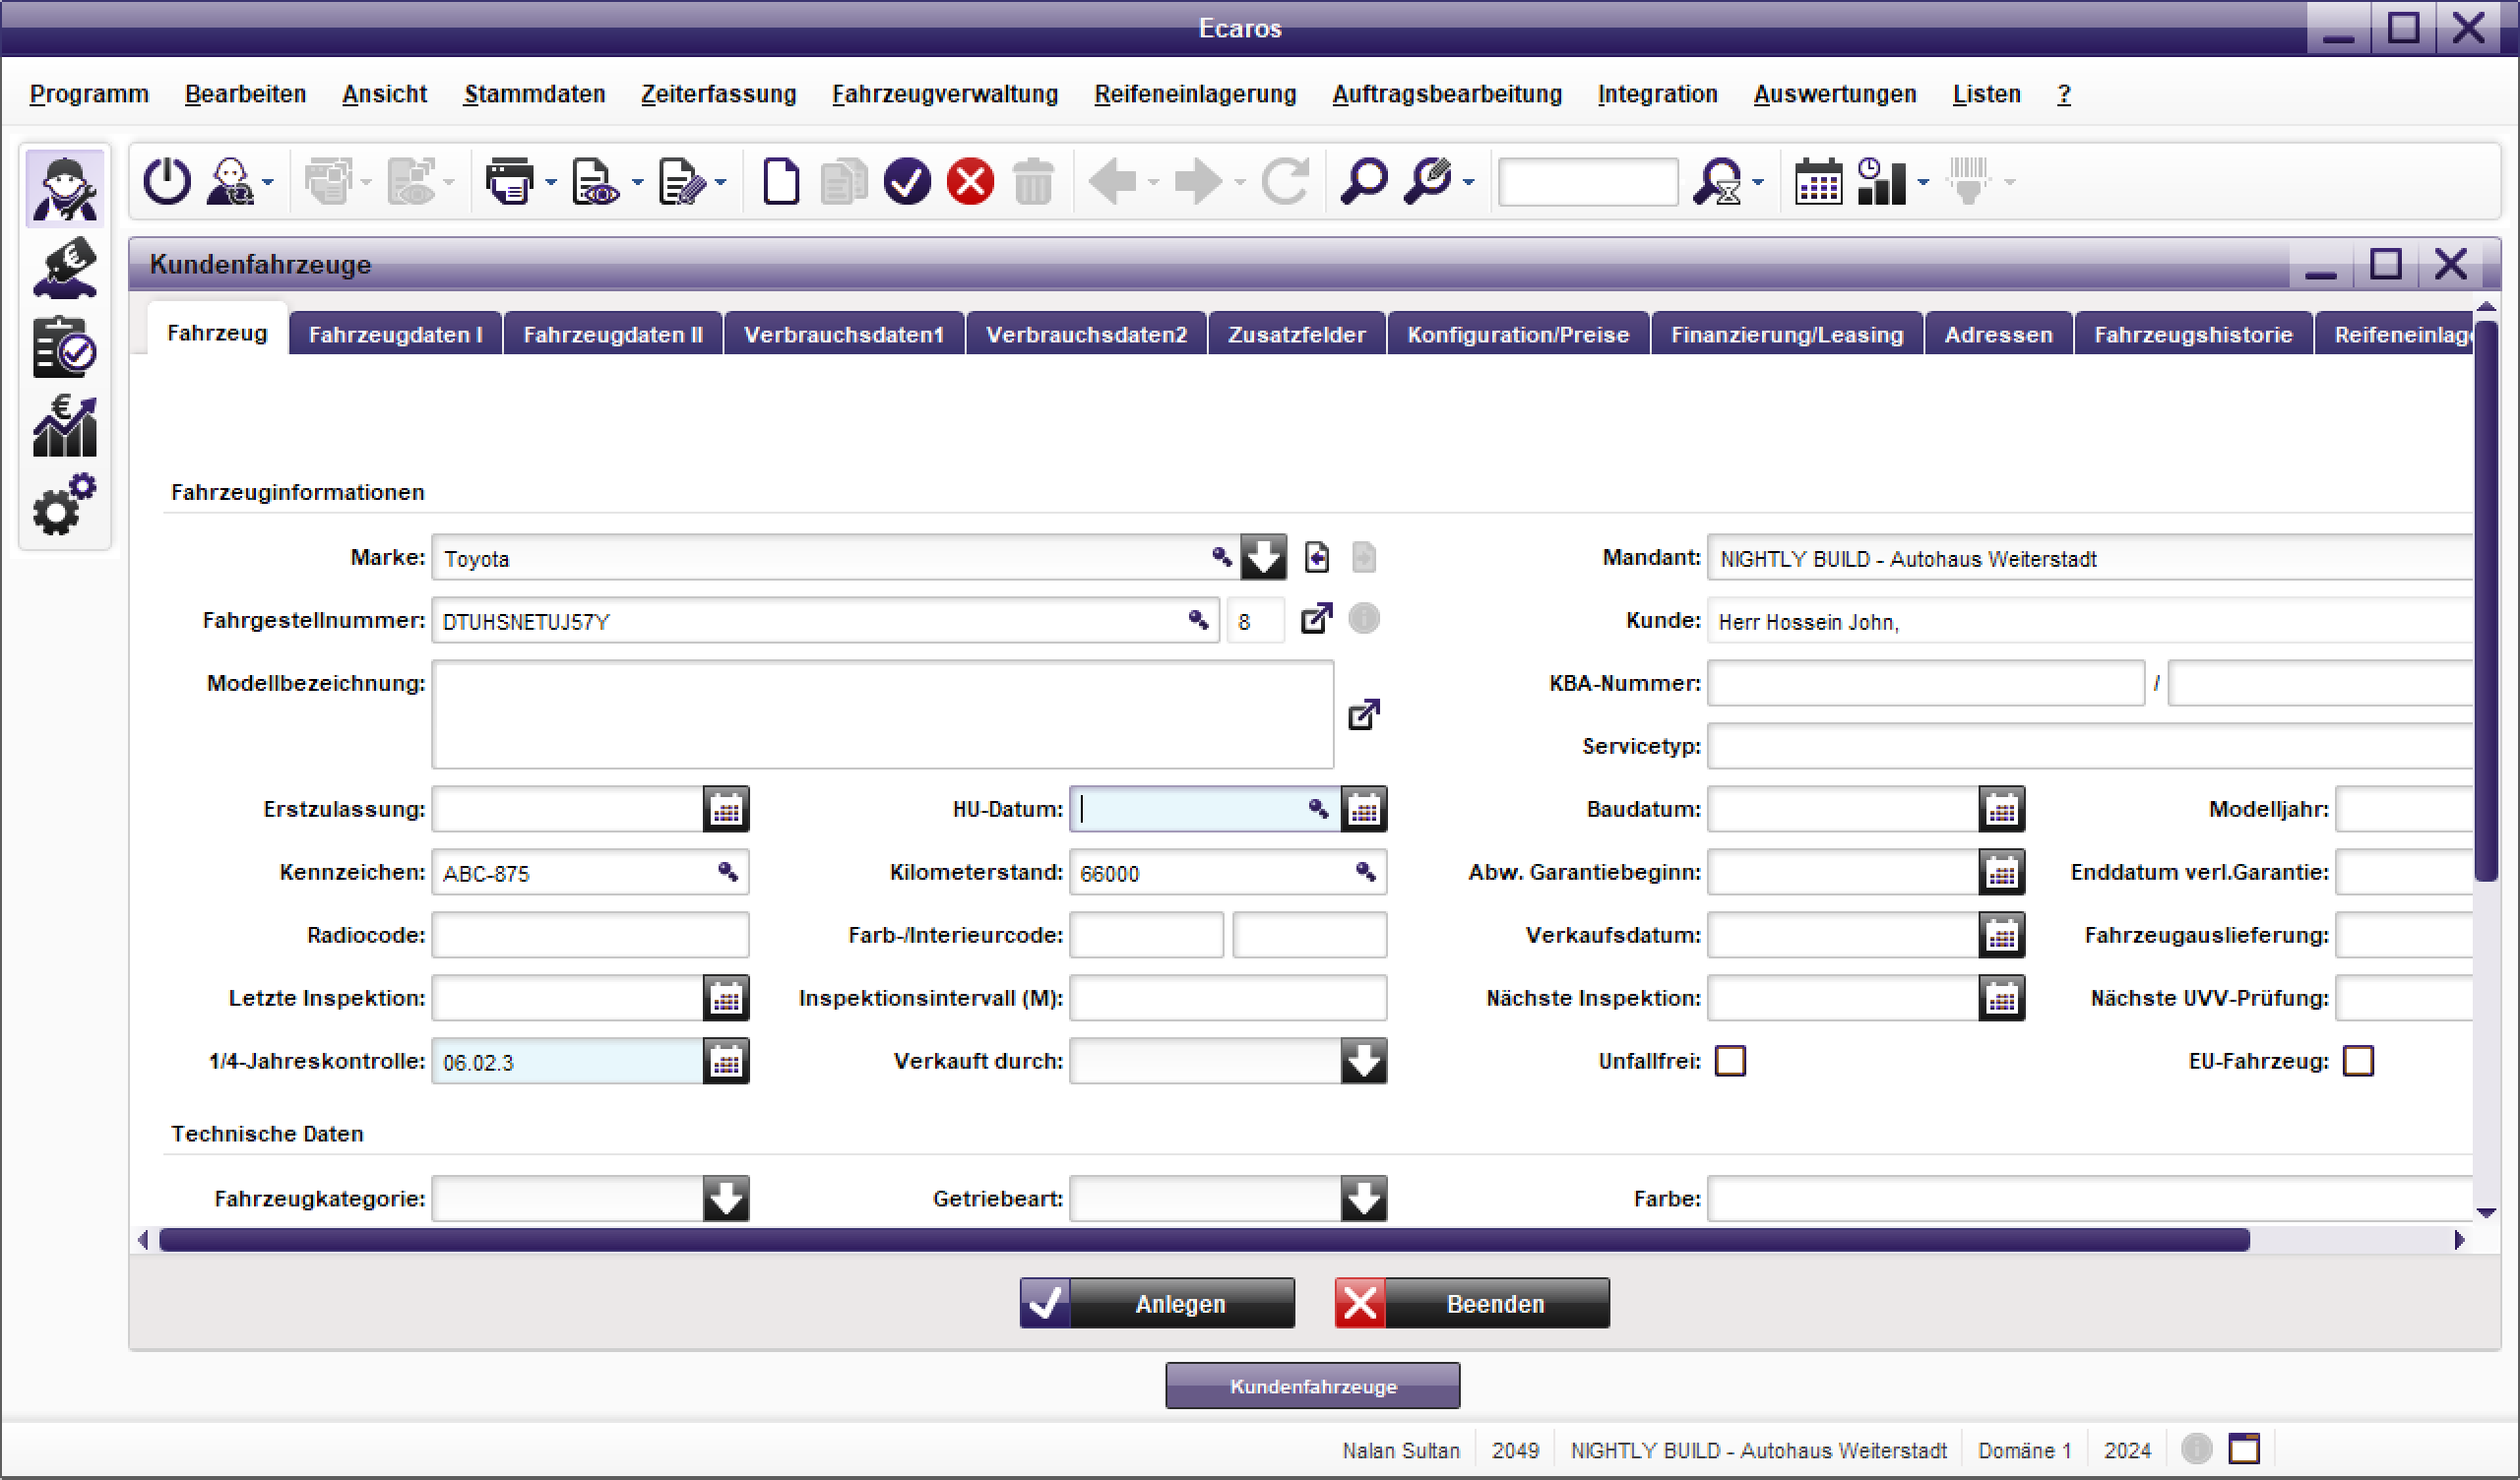 Ecaros
Programm Bearbeiten Ansicht Stammdaten Zeiterfassung Fahrzeugverwaltung Reifeneinlagerung Auftragsbearbeitung Integration Auswertungen Listen ?
Kundenfahrzeuge
Fahrzeug Fahrzeugdaten I Fahrzeugdaten II Verbrauchsdaten1 Verbrauchsdaten2 Zusatzfelder Konfiguration/Preise Finanzierung/Leasing Adressen Fahrzeugshistorie Reifeneinlag
Fahrzeuginformationen
Marke: Toyota Mandant: NIGHTLY BUILD - Autohaus Weiterstadt
Fahrgestellnummer: DTUHSNETUJ57Y 8 Kunde: Herr Hossein John,
Modellbezeichnung: KBA-Nummer: /
Servicetyp:
Erstzulassung: HU-Datum: Baudatum: Modelljahr:
Kennzeichen: ABC-875 Kilometerstand: 66000 Abw. Garantiebeginn: Enddatum verl.Garantie:
Radiocode: Farb-/Interieurcode: Verkaufsdatum: Fahrzeugauslieferung:
Letzte Inspektion: Inspektionsintervall (M): Nächste Inspektion: Nächste UVV-Prüfung:
1/4-Jahreskontrolle: 06.02.3 Verkauft durch: Unfallfrei: EU-Fahrzeug:
Technische Daten
Fahrzeugkategorie: Getriebeart: Farbe:
Anlegen Beenden
Kundenfahrzeuge
Nalan Sultan 2049 NIGHTLY BUILD - Autohaus Weiterstadt Domäne 1 2024